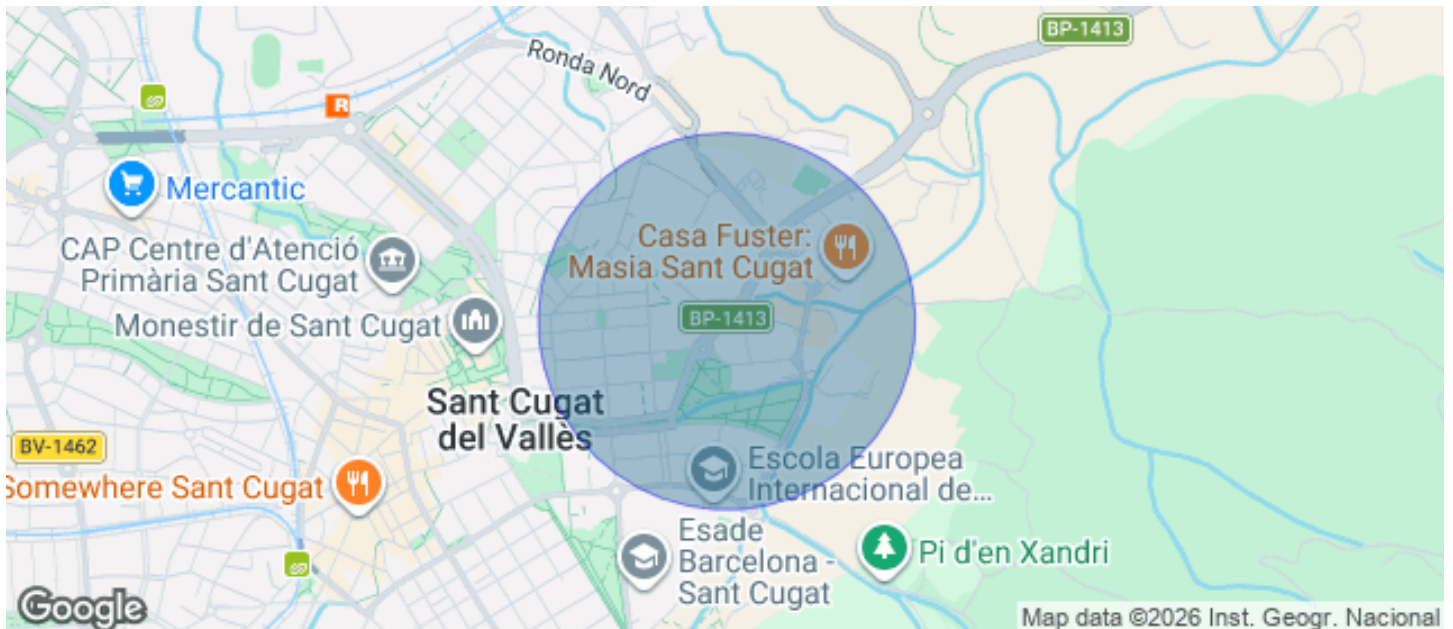 BP-1413
Ronda Nord
R
Mercantic
CAP Centre d'Atenció
Primària Sant Cugat
Casa Fuster:
Masia Sant Cugat
Monestir de Sant Cugat
BP-1413
Sant Cugat
del Vallès
BV-1462
Somewhere Sant Cugat
Escola Europea
Internacional de...
Esade
Barcelona -
Sant Cugat
Pi d'en Xandri
Google
Map data ©2026 Inst. Geogr. Nacional